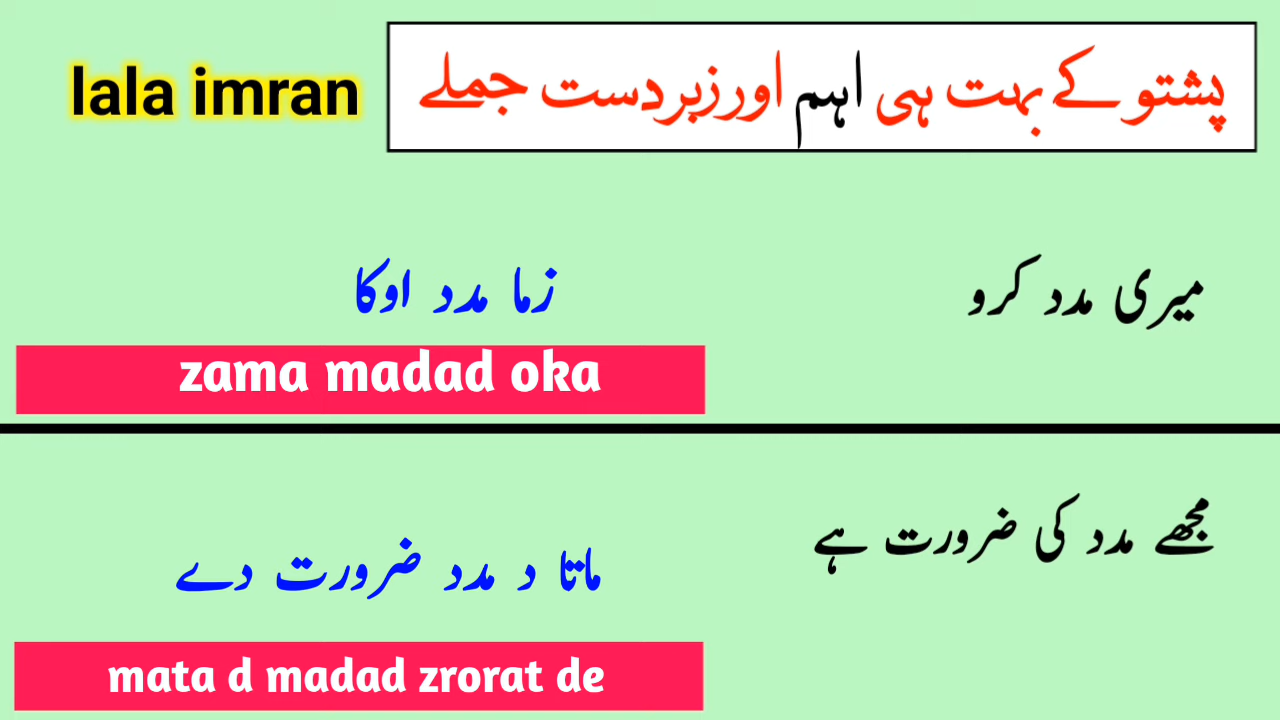 lala imran
پشتو کے بہت ہی اہم اور زبردست جملے
میری مدد کرو
زما مدد اوکا
zama madad oka
مجھے مدد کی ضرورت ہے
ماتا د مدد ضرورت دے
mata d madad zrorat de